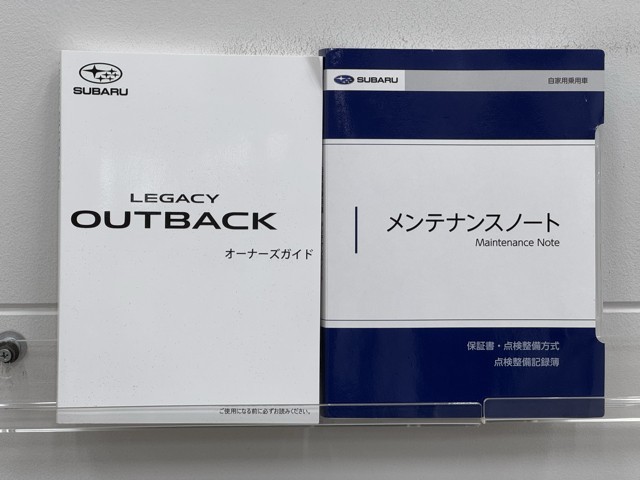 SUBARU
LEGACY
OUTBACK
オーナーズガイド
ご使用になる前に必ずお読みください。
SUBARU
自家用乗用車
メンテナンスノート
Maintenance Note
保証書・点検整備方式
点検整備記録簿